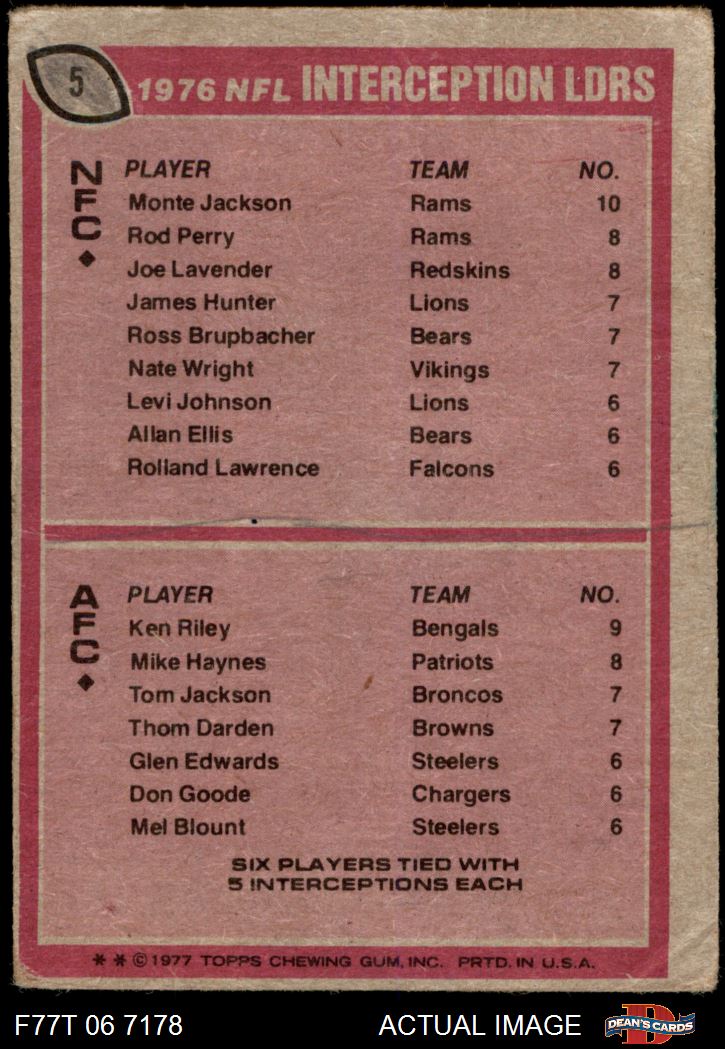 5 1976 NFL INTERCEPTION LDRS
NFC
PLAYER TEAM NO.
Monte Jackson Rams 10
Rod Perry Rams 8
Joe Lavender Redskins 8
James Hunter Lions 7
Ross Brupbacher Bears 7
Nate Wright Vikings 7
Levi Johnson Lions 6
Allan Ellis Bears 6
Rolland Lawrence Falcons 6
AFC
PLAYER TEAM NO.
Ken Riley Bengals 9
Mike Haynes Patriots 8
Tom Jackson Broncos 7
Thom Darden Browns 7
Glen Edwards Steelers 6
Don Goode Chargers 6
Mel Blount Steelers 6
SIX PLAYERS TIED WITH
5 INTERCEPTIONS EACH
* * © 1977 TOPPS CHEWING GUM, INC. PRTD. IN U.S.A.
F77T 06 7178 ACTUAL IMAGE D DEAN'S CARDS